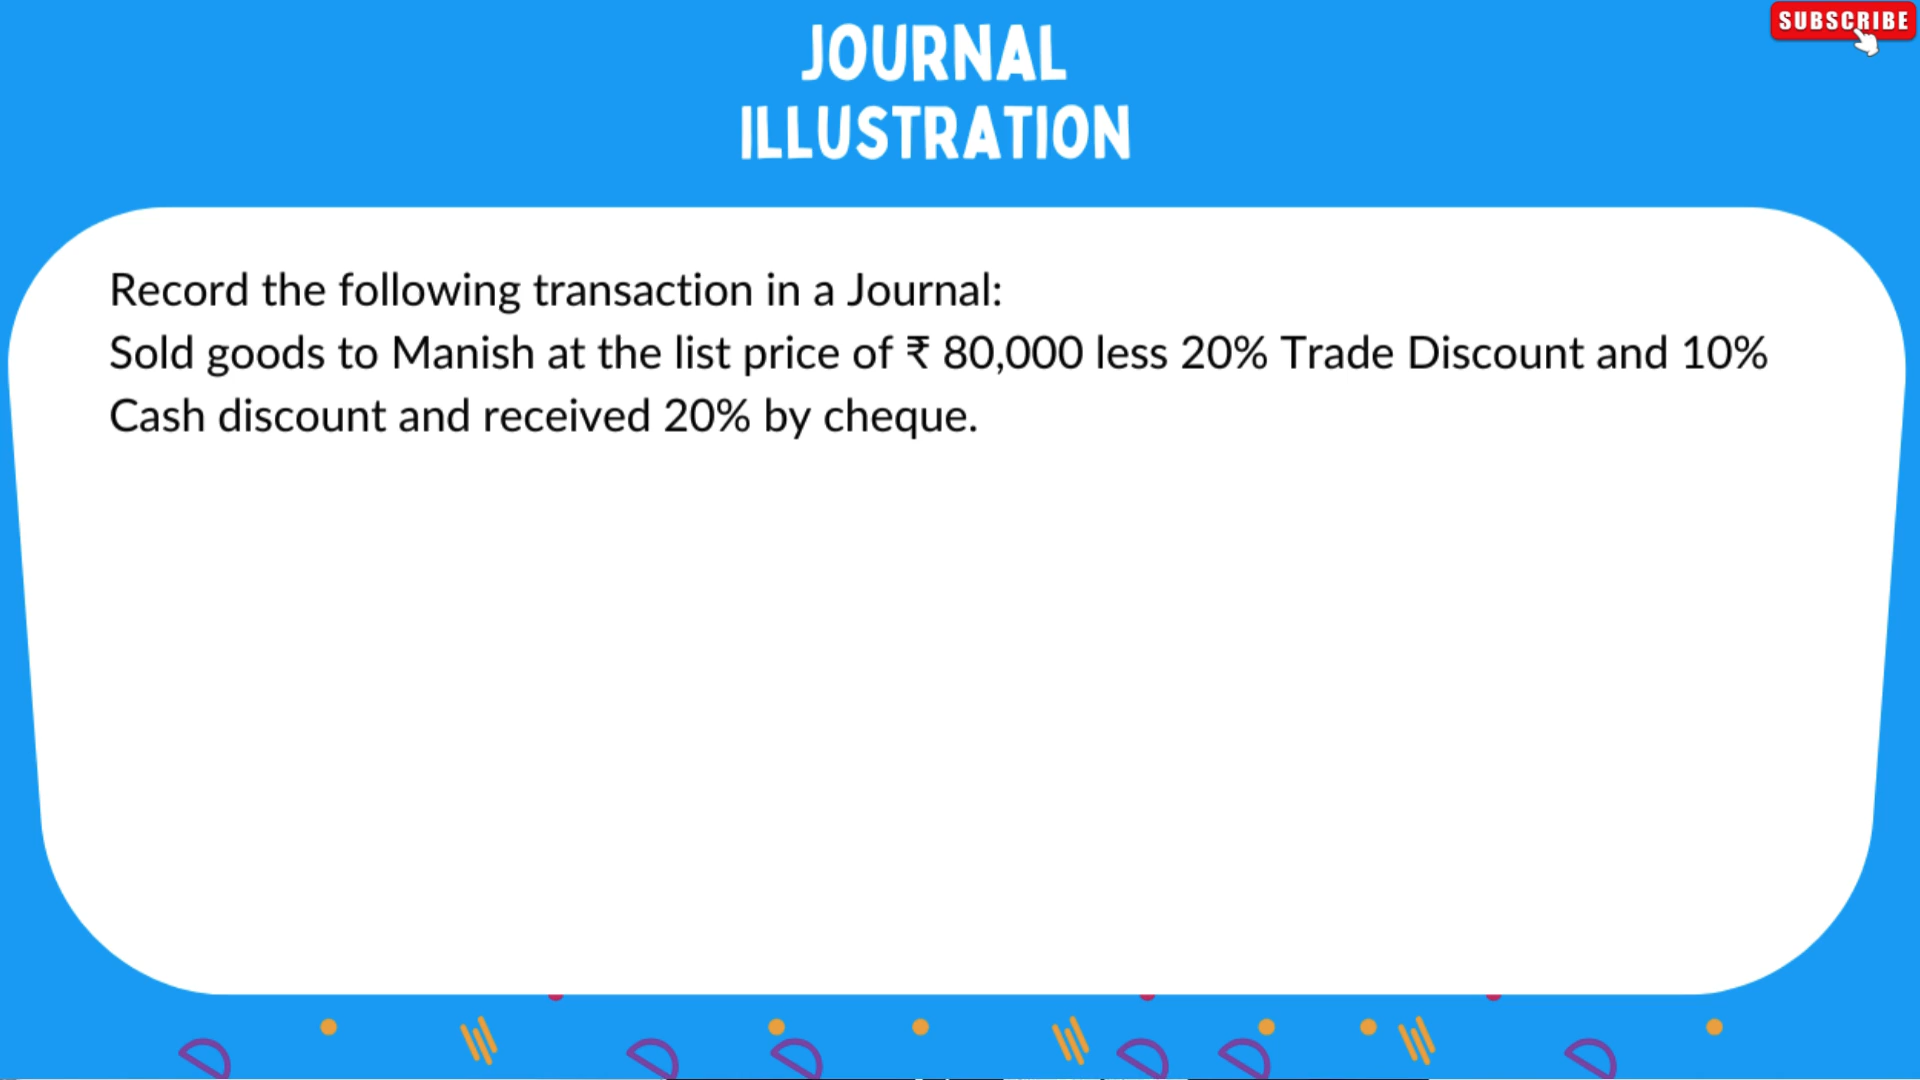 SUBSCRIBE
JOURNAL
ILLUSTRATION
Record the following transaction in a Journal:
Sold goods to Manish at the list price of ₹ 80,000 less 20% Trade Discount and 10%
Cash discount and received 20% by cheque.